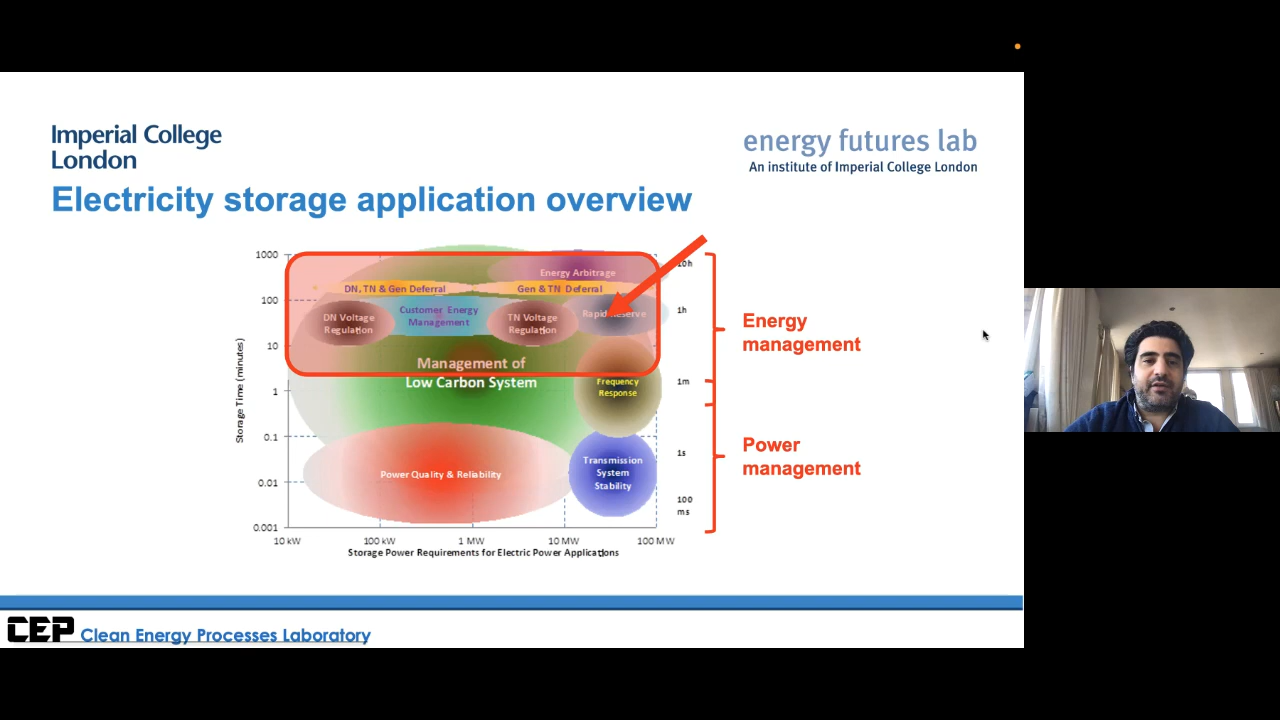 Imperial College
London
energy futures lab
An institute of Imperial College London
Electricity storage application overview
1000
100
10
1
0.1
0.01
0.001
Storage Time (minutes)
Energy Arbitrage
DN, TN & Gen Deferral
Gen & TN Deferral
DN Voltage
Regulation
Customer Energy
Management
TN Voltage
Regulation
Rapid Reserve
Management of
Low Carbon System
Frequency
Response
Power Quality & Reliability
Transmission
System
Stability
10 kW
100 kW
1 MW
10 MW
100 MW
Storage Power Requirements for Electric Power Applications
10h
1h
1m
1s
100
ms
Energy
management
Power
management
CEP Clean Energy Processes Laboratory